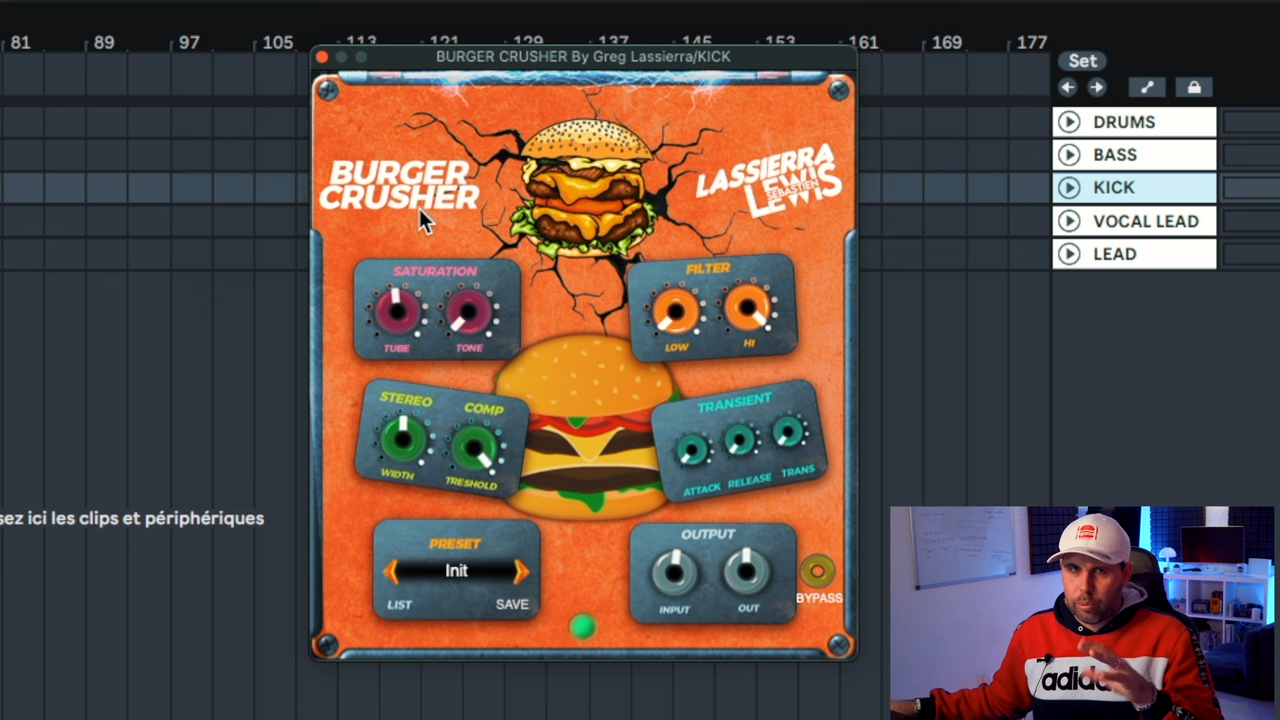 81 89 97 105 113 121 129 137 145 153 161 169 177
BURGER CRUSHER By Greg Lassierra/KICK
Set
BURGER
CRUSHER
LASSIERRA
SEBASTIEN
LEWIS
DRUMS
BASS
KICK
VOCAL LEAD
LEAD
SATURATION
TUBE TONE
FILTER
LOW HI
STEREO COMP
WIDTH TRESHOLD
TRANSIENT
ATTACK RELEASE TRANS
sez ici les clips et périphériques
PRESET
Init
LIST SAVE
OUTPUT
INPUT OUT
BYPASS
adidas